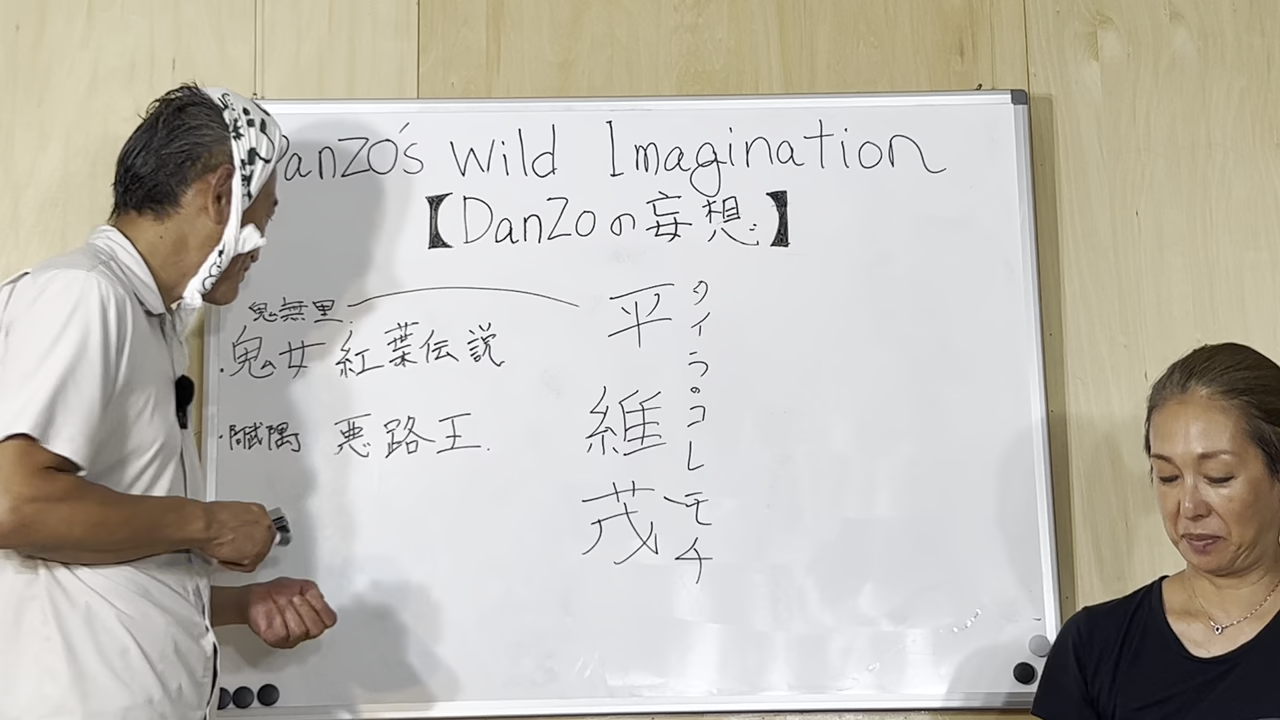 DanZo's Wild Imagination
【DanZoの妄想】
鬼無里
・鬼女 紅葉伝説
悪路王
平維茂
タイラのコレモチ